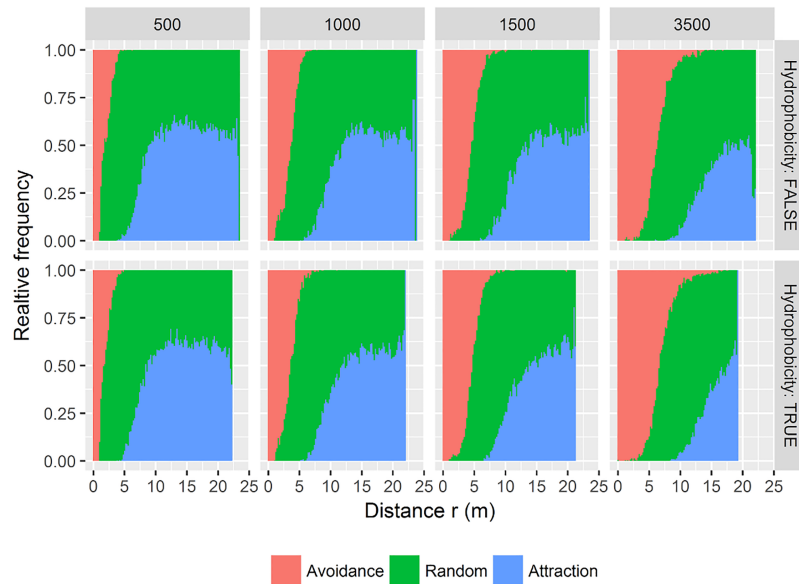 500 1000 1500 3500
1.00
0.75
0.50
0.25
0.00
Hydrophobicity: FALSE
1.00
0.75
0.50
0.25
0.00
Hydrophobicity: TRUE
Realtive frequency
0 5 10 15 20 25 0 5 10 15 20 25 0 5 10 15 20 25 0 5 10 15 20 25
Distance r (m)
Avoidance Random Attraction